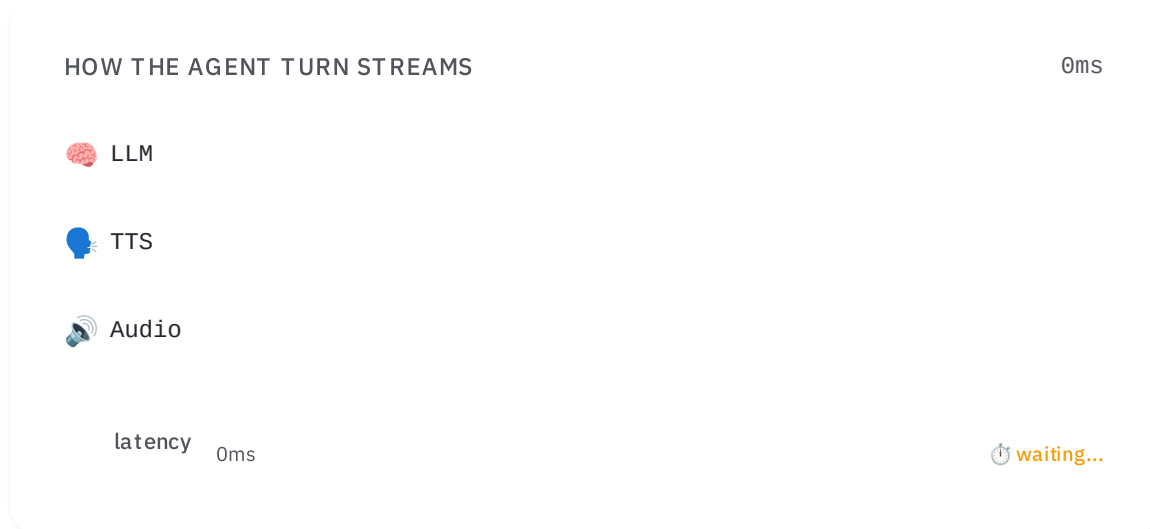 HOW THE AGENT TURN STREAMS 0ms
🧠 LLM
🗣️ TTS
🔊 Audio
latency 0ms ⏱️ waiting...